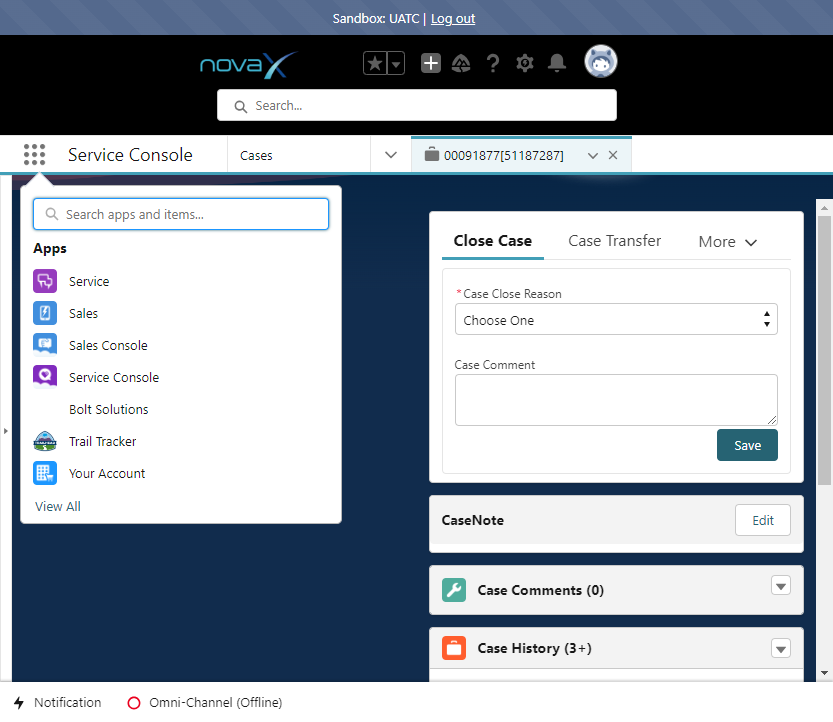 Sandbox: UATC | Log out
novaX
Search...
Service Console
Cases
00091877[51187287]
Search apps and items...
Apps
Service
Sales
Sales Console
Service Console
Bolt Solutions
Trail Tracker
Your Account
View All
Close Case
Case Transfer
More
*Case Close Reason
Choose One
Case Comment
Save
CaseNote
Edit
Case Comments (0)
Case History (3+)
Notification
Omni-Channel (Offline)